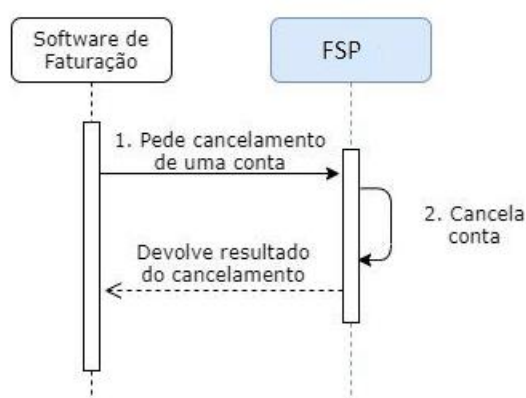 Software de
Faturação
FSP
1. Pede cancelamento
de uma conta
2. Cancela
conta
Devolve resultado
do cancelamento